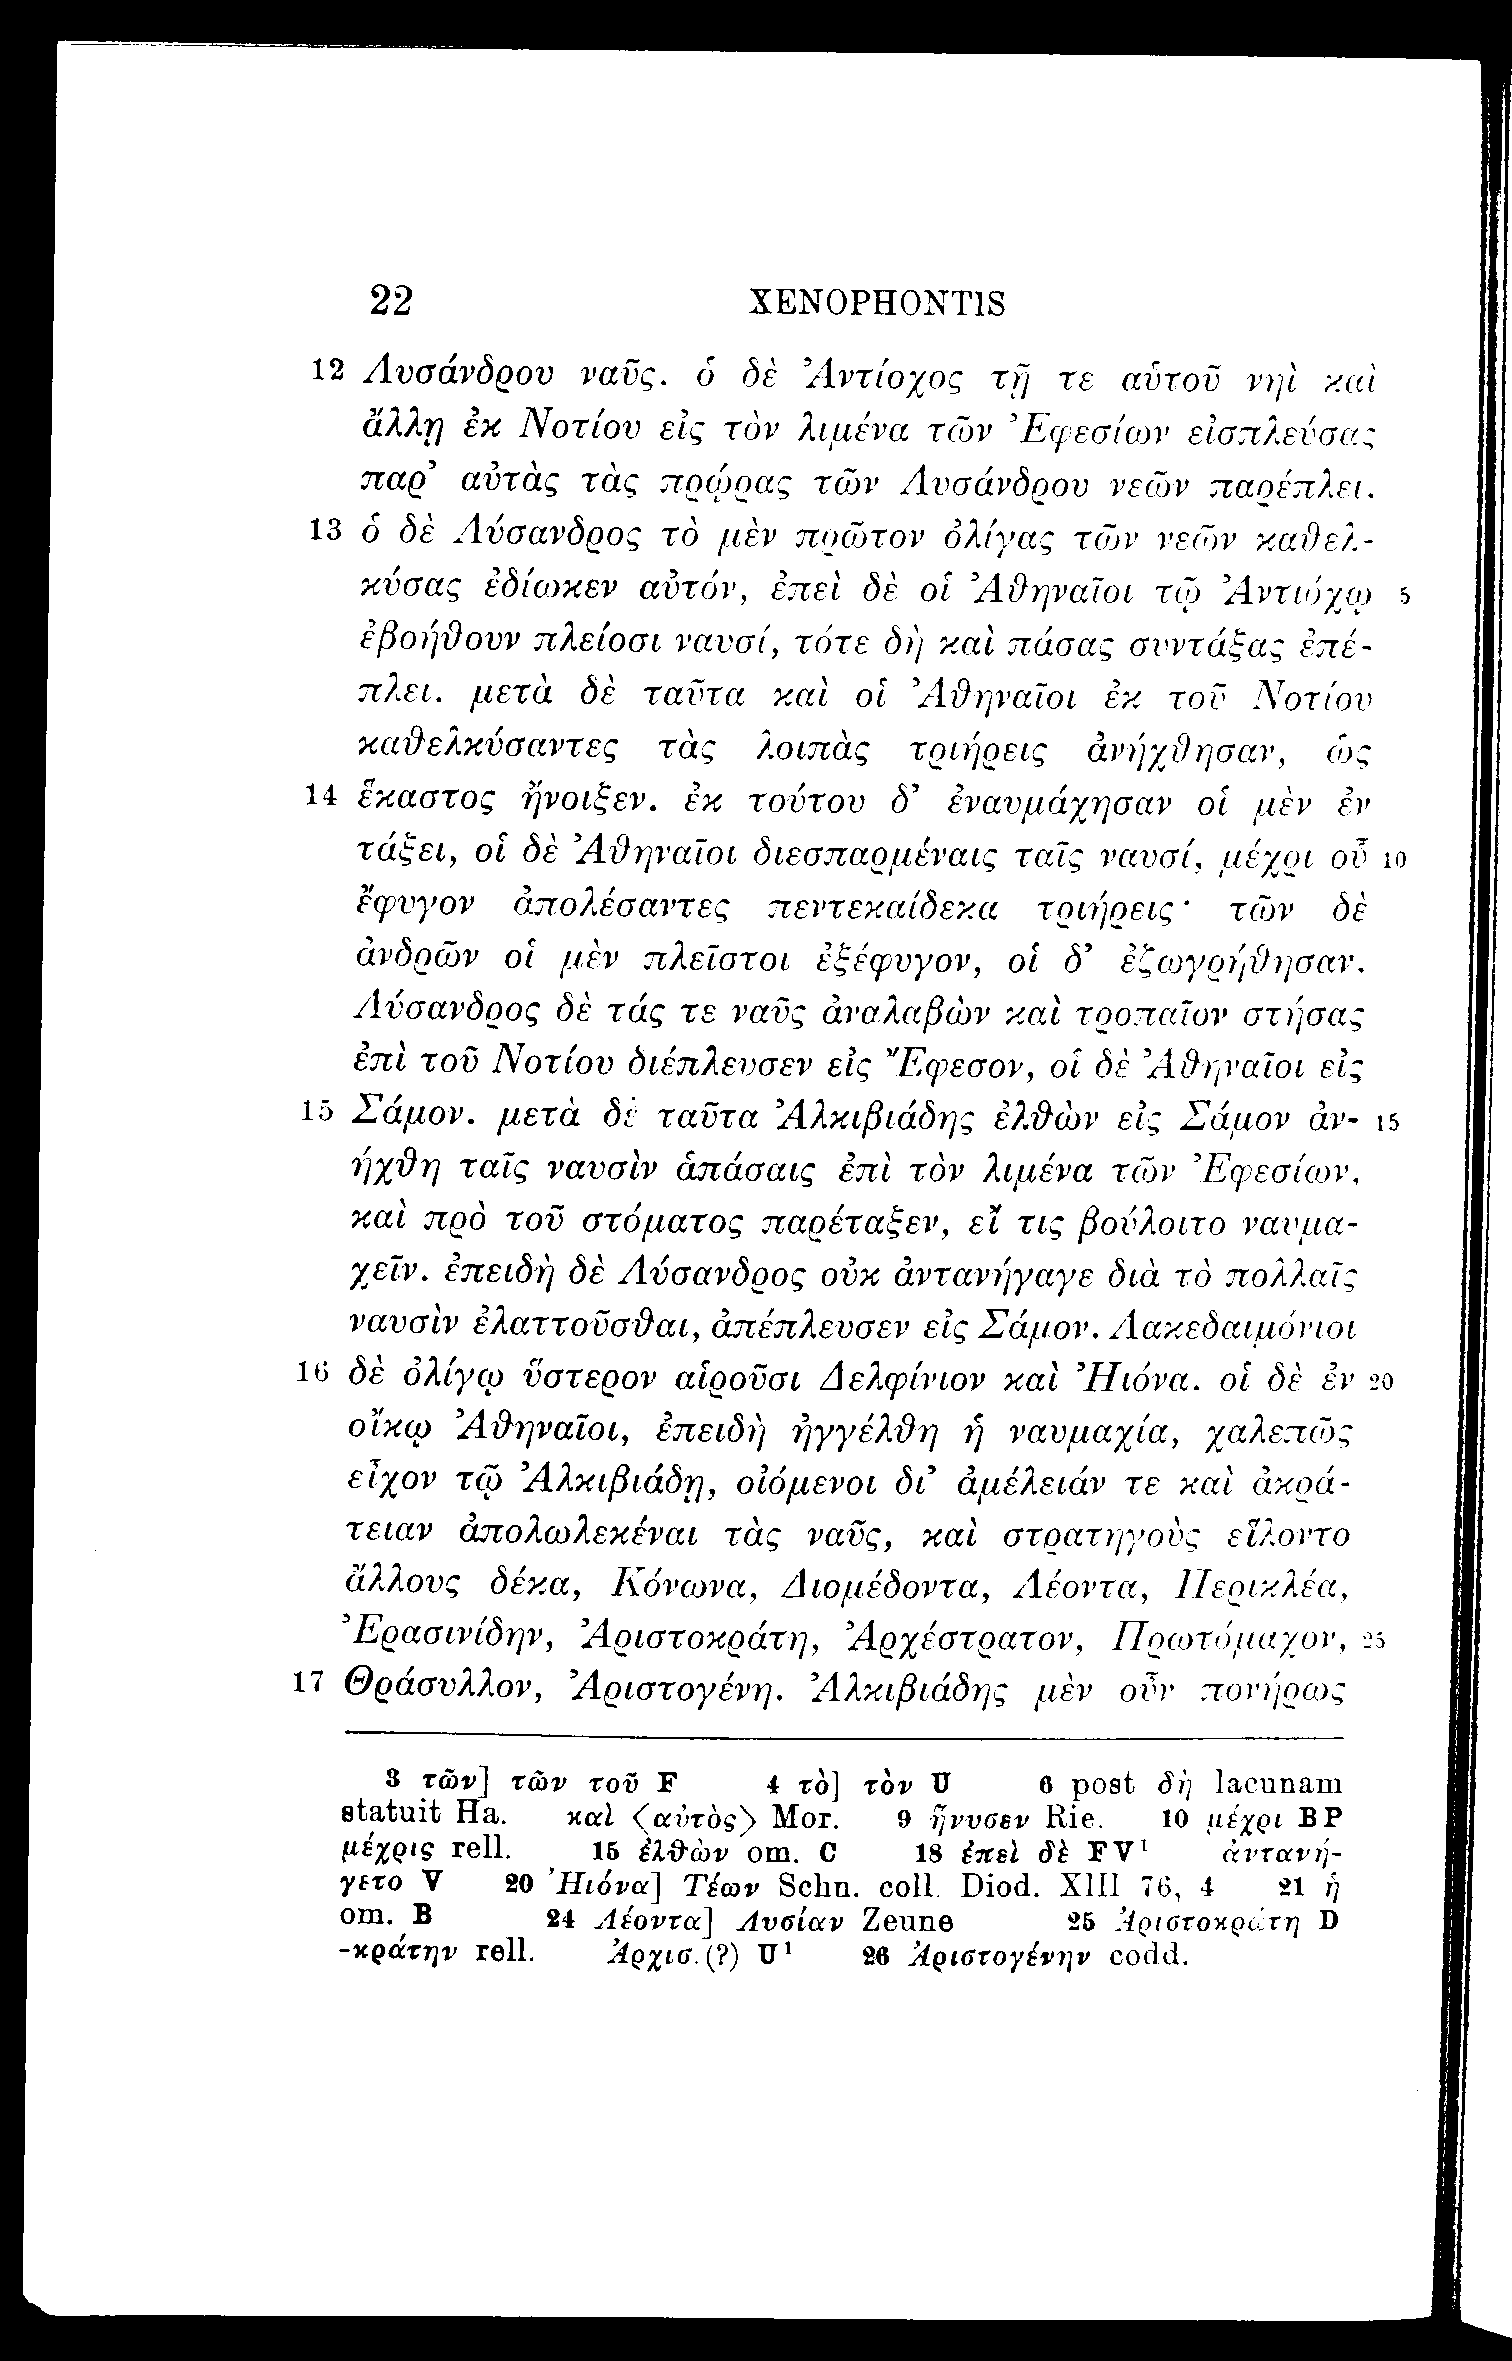 22 XENOPHONTIS
12 Λυσάνδρου ναῦς. ὁ δὲ Ἀντίοχος τῇ τε αὑτοῦ νηὶ καὶ
ἄλλῃ ἐκ Νοτίου εἰς τὸν λιμένα τῶν Ἐφεσίων εἰσπλεύσας
παρ’ αὐτὰς τὰς πρῴρας τῶν Λυσάνδρου νεῶν παρέπλει.
13 ὁ δὲ Λύσανδρος τὸ μὲν πρῶτον ὀλίγας τῶν νεῶν καθελ-
κύσας ἐδίωκεν αὐτόν, ἐπεὶ δὲ οἱ Ἀθηναῖοι τῷ Ἀντιόχῳ 5
ἐβοήθουν πλείοσι ναυσί, τότε δὴ καὶ πάσας συντάξας ἐπέ-
πλει. μετὰ δὲ ταῦτα καὶ οἱ Ἀθηναῖοι ἐκ τοῦ Νοτίου
καθελκύσαντες τὰς λοιπὰς τριήρεις ἀνήχθησαν, ὡς
14 ἕκαστος ἤνοιξεν. ἐκ τούτου δ’ ἐναυμάχησαν οἱ μὲν ἐν
τάξει, οἱ δὲ Ἀθηναῖοι διεσπαρμέναις ταῖς ναυσί, μέχρι οὗ 10
ἔφυγον ἀπολέσαντες πεντεκαίδεκα τριήρεις· τῶν δὲ
ἀνδρῶν οἱ μὲν πλεῖστοι ἐξέφυγον, οἱ δ’ ἐζωγρήθησαν.
Λύσανδρος δὲ τάς τε ναῦς ἀναλαβὼν καὶ τροπαῖον στήσας
ἐπὶ τοῦ Νοτίου διέπλευσεν εἰς Ἔφεσον, οἱ δὲ Ἀθηναῖοι εἰς
15 Σάμον. μετὰ δὲ ταῦτα Ἀλκιβιάδης ἐλθὼν εἰς Σάμον ἀν- 15
ήχθη ταῖς ναυσὶν ἁπάσαις ἐπὶ τὸν λιμένα τῶν Ἐφεσίων,
καὶ πρὸ τοῦ στόματος παρέταξεν, εἴ τις βούλοιτο ναυμα-
χεῖν. ἐπειδὴ δὲ Λύσανδρος οὐκ ἀντανήγαγε διὰ τὸ πολλαῖς
ναυσὶν ἐλαττοῦσθαι, ἀπέπλευσεν εἰς Σάμον. Λακεδαιμόνιοι
16 δὲ ὀλίγῳ ὕστερον αἱροῦσι Δελφίνιον καὶ Ἠιόνα. οἱ δὲ ἐν 20
οἴκῳ Ἀθηναῖοι, ἐπειδὴ ἠγγέλθη ἡ ναυμαχία, χαλεπῶς
εἶχον τῷ Ἀλκιβιάδῃ, οἰόμενοι δι’ ἀμέλειάν τε καὶ ἀκρά-
τειαν ἀπολωλεκέναι τὰς ναῦς, καὶ στρατηγοὺς εἵλοντο
ἄλλους δέκα, Κόνωνα, Διομέδοντα, Λέοντα, Περικλέα,
Ἐρασινίδην, Ἀριστοκράτη, Ἀρχέστρατον, Πρωτόμαχον, 25
17 Θράσυλλον, Ἀριστογένη. Ἀλκιβιάδης μὲν οὖν πονήρως
3 τῶν] τῶν τοῦ F 4 τὸ] τὸν U 6 post δὴ lacunam
statuit Ha. καὶ ⟨αὐτὸς⟩ Mor. 9 ἤνυσεν Rie. 10 μέχρι BP
μέχρις rell. 15 ἐλθὼν om. C 18 ἐπεὶ δὲ FV¹ ἀντανή-
γετο V 20 Ἠιόνα] Τέων Schn. coll. Diod. XIII 76, 4 21 ἡ
om. B 24 Λέοντα] Λυσίαν Zeune 25 Ἀριστοκράτη D
-κράτην rell. Ἀρχισ.(?) U¹ 26 Ἀριστογένην codd.